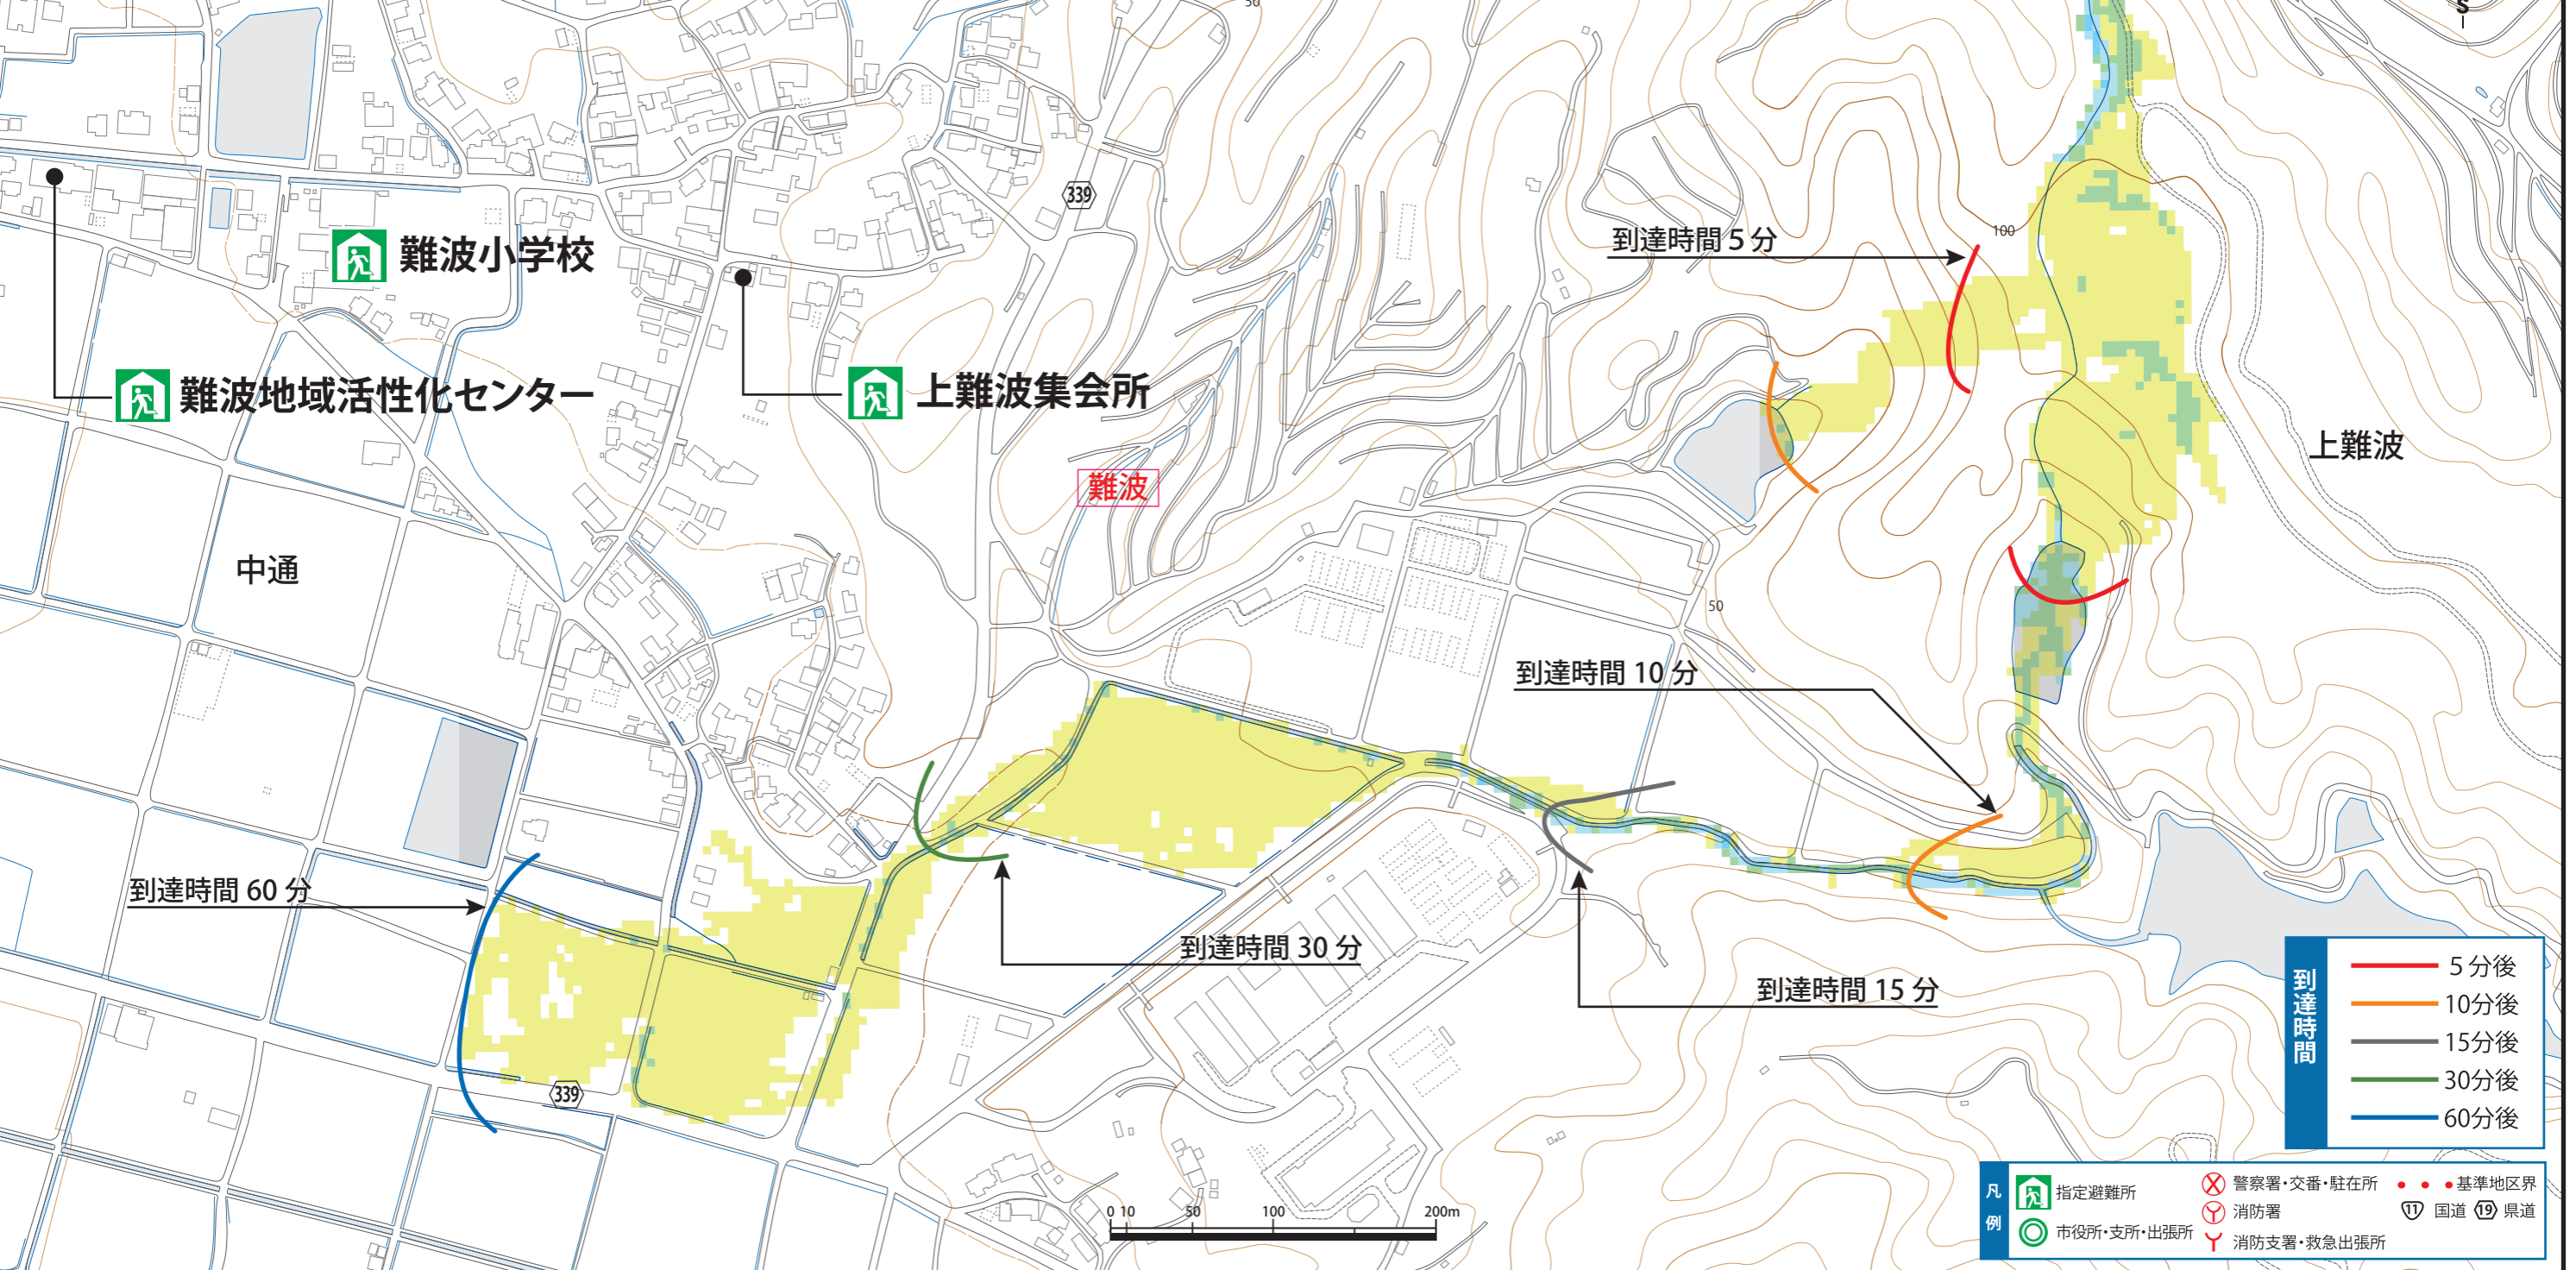 50
S
339
到達時間 5 分
100
難波小学校
難波地域活性化センター
上難波集会所
上難波
難波
中通
50
到達時間 10 分
到達時間 60 分
到達時間 30 分
到達時間 15 分
339
到達時間
5 分後
10分後
15分後
30分後
60分後
0 10 50 100 200m
凡例
指定避難所
市役所・支所・出張所
警察署・交番・駐在所
消防署
消防支署・救急出張所
基準地区界
11 国道 19 県道